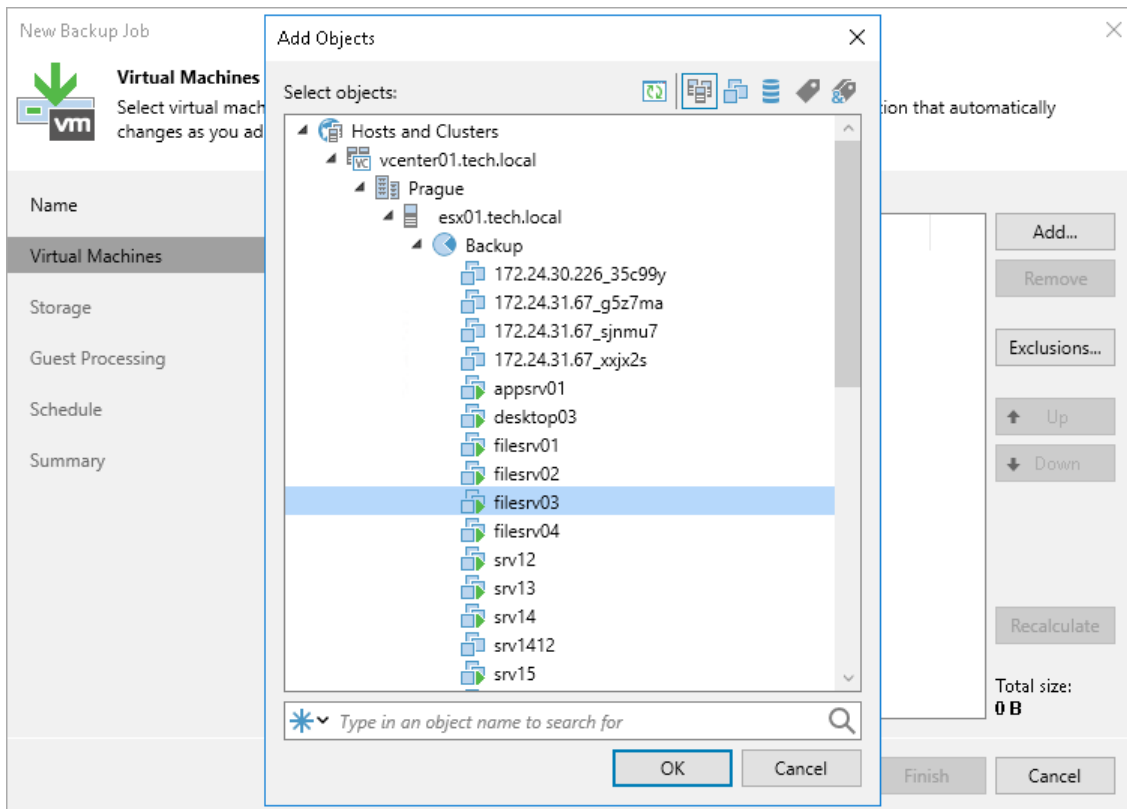 New Backup Job
Virtual Machines
Select virtual mach
changes as you ad
tion that automatically
Name
Virtual Machines
Storage
Guest Processing
Schedule
Summary
Add Objects
Select objects:
Hosts and Clusters
vcenter01.tech.local
Prague
esx01.tech.local
Backup
172.24.30.226_35c99y
172.24.31.67_g5z7ma
172.24.31.67_sjnmu7
172.24.31.67_xxjx2s
appsrv01
desktop03
filesrv01
filesrv02
filesrv03
filesrv04
srv12
srv13
srv14
srv1412
srv15
Type in an object name to search for
OK
Cancel
Add...
Remove
Exclusions...
Up
Down
Recalculate
Total size:
0 B
Finish
Cancel
vm
VC